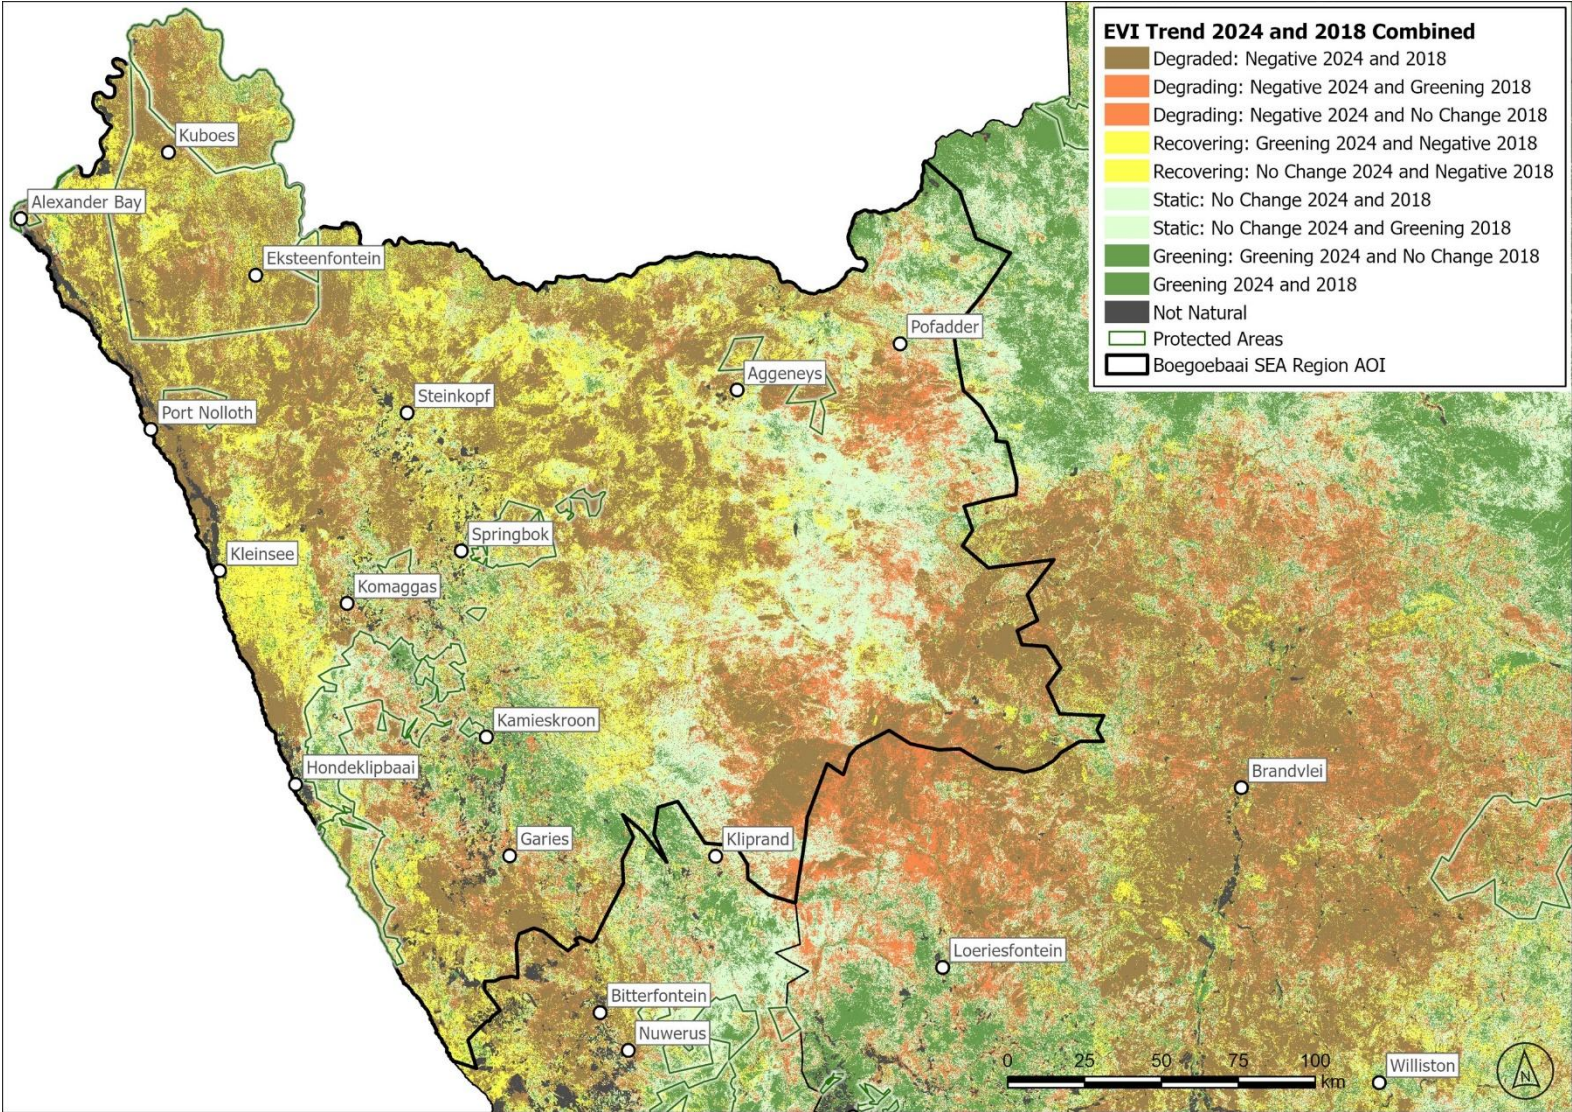 EVI Trend 2024 and 2018 Combined
Degraded: Negative 2024 and 2018
Degrading: Negative 2024 and Greening 2018
Degrading: Negative 2024 and No Change 2018
Recovering: Greening 2024 and Negative 2018
Recovering: No Change 2024 and Negative 2018
Static: No Change 2024 and 2018
Static: No Change 2024 and Greening 2018
Greening: Greening 2024 and No Change 2018
Greening 2024 and 2018
Not Natural
Protected Areas
Boegoebaai SEA Region AOI
Kuboes
Alexander Bay
Eksteenfontein
Pofadder
Aggeneys
Steinkopf
Port Nolloth
Springbok
Kleinsee
Komaggas
Kamieskroon
Hondeklipbaai
Brandvlei
Garies
Kliprand
Loeriesfontein
Bitterfontein
Nuwerus
Williston
0 25 50 75 100
km
N